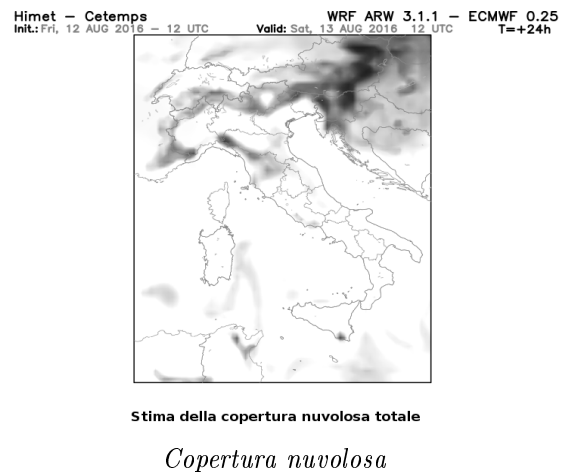 Himet – Cetemps WRF ARW 3.1.1 – ECMWF 0.25
Init.: Fri, 12 AUG 2016 – 12 UTC Valid: Sat, 13 AUG 2016 12 UTC T=+24h
Stima della copertura nuvolosa totale
Copertura nuvolosa